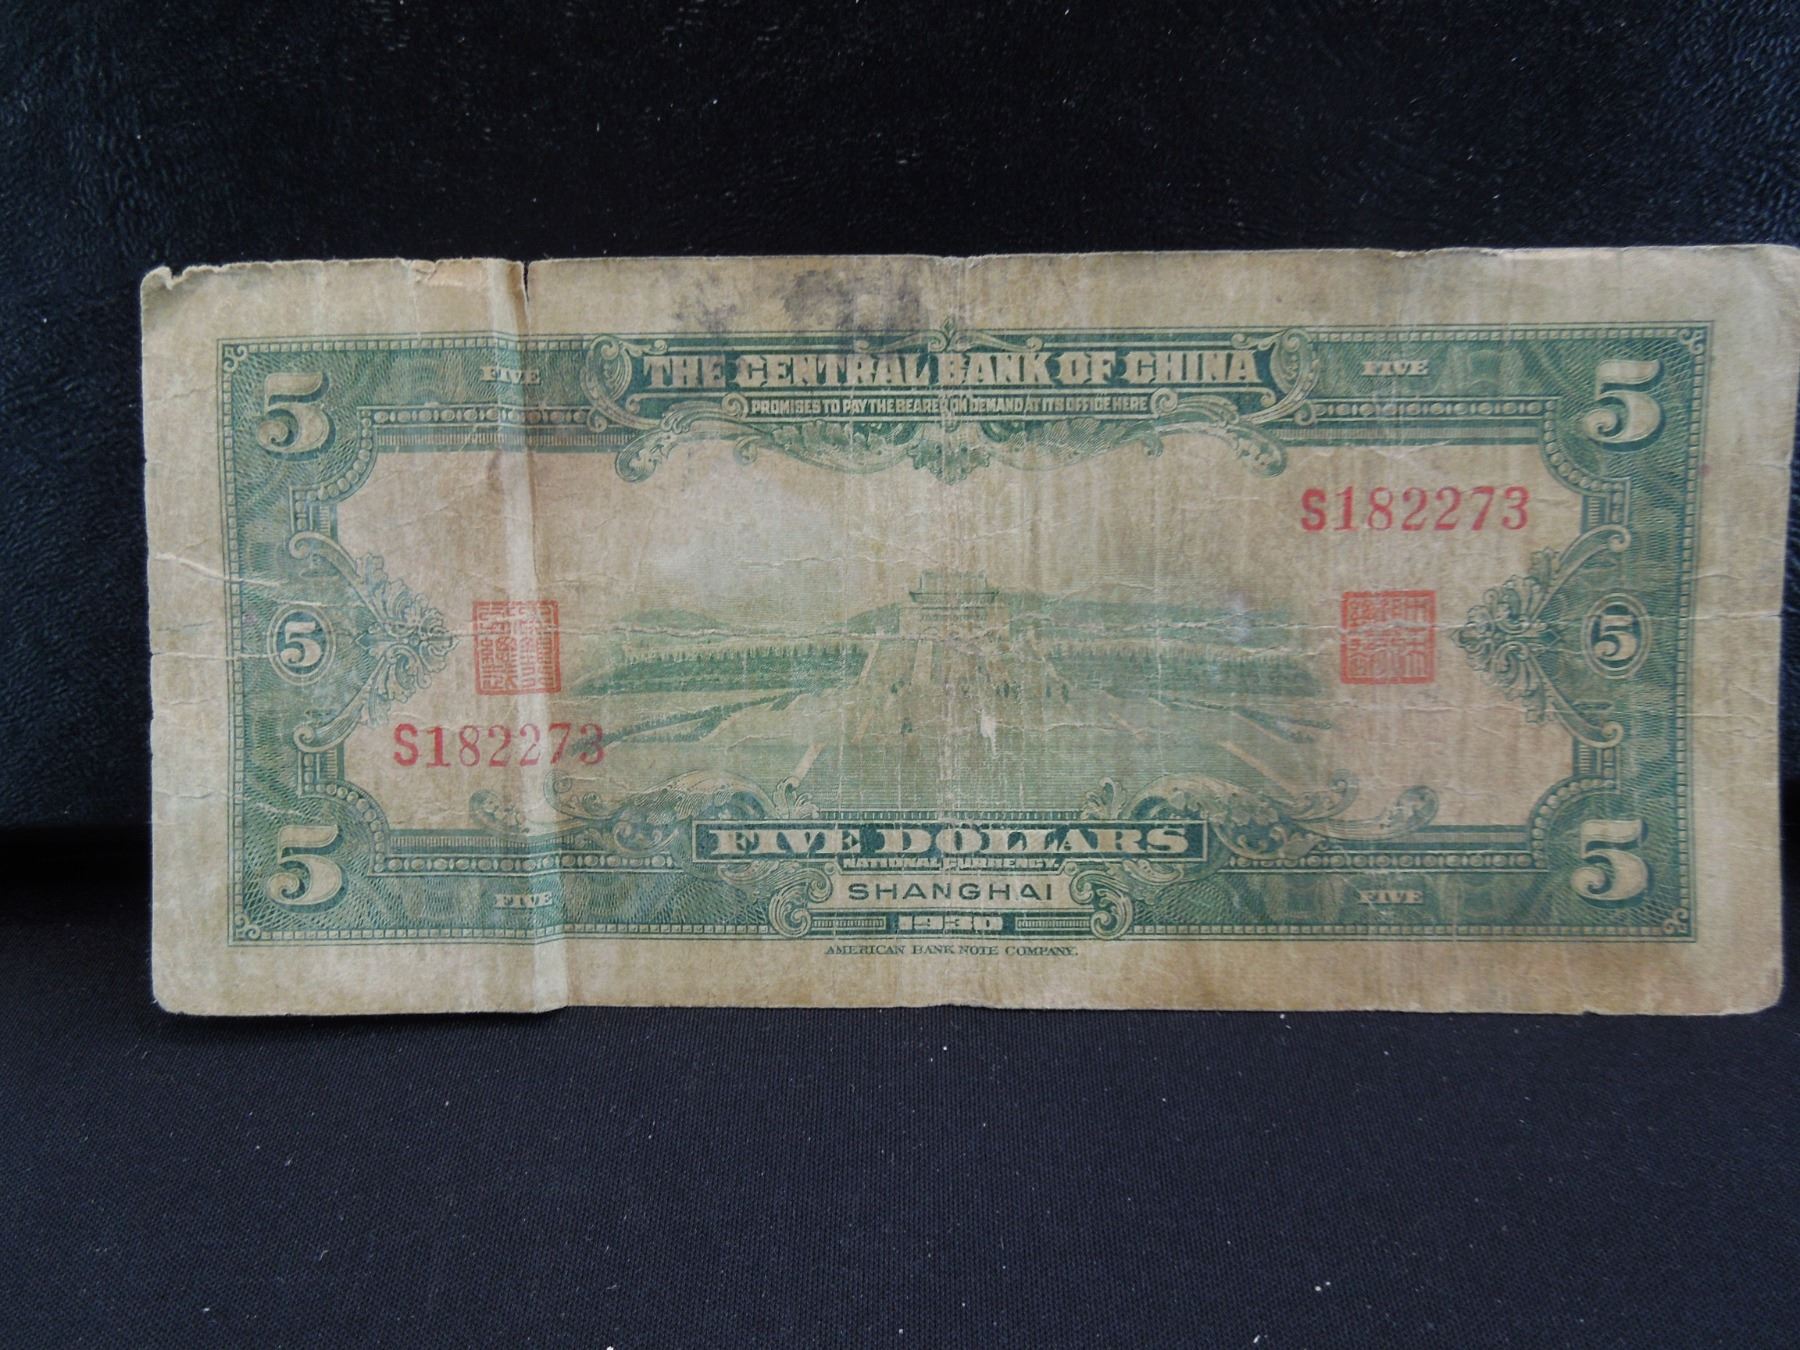 5 FIVE THE CENTRAL BANK OF CHINA FIVE 5
PROMISES TO PAY THE BEARER ON DEMAND AT ITS OFFICE HERE
S182273
5 5
S182273
FIVE DOLLARS
NATIONAL CURRENCY.
5 FIVE SHANGHAI FIVE 5
1930
AMERICAN BANK NOTE COMPANY.